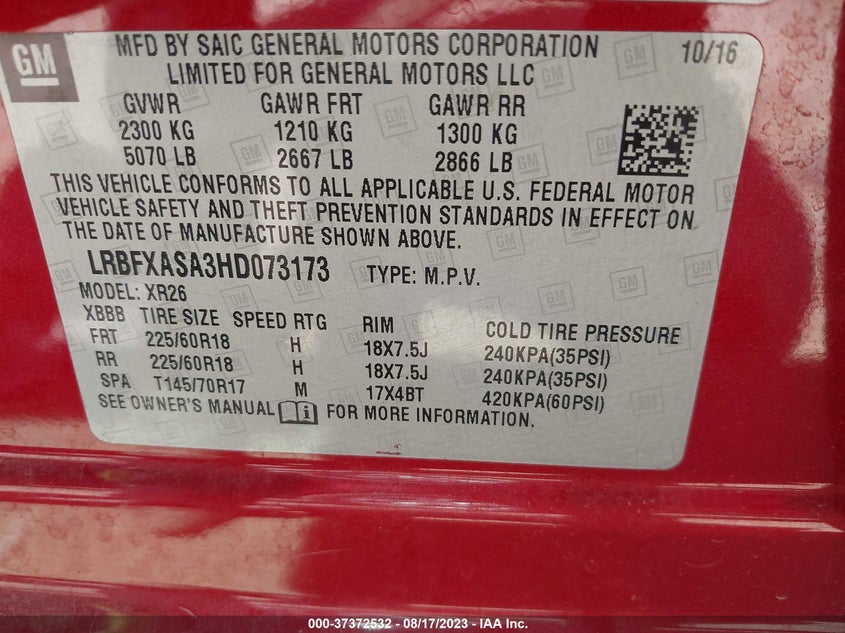 GM
MFD BY SAIC GENERAL MOTORS CORPORATION 10/16
LIMITED FOR GENERAL MOTORS LLC
GVWR GAWR FRT GAWR RR
2300 KG 1210 KG 1300 KG
5070 LB 2667 LB 2866 LB
THIS VEHICLE CONFORMS TO ALL APPLICABLE U.S. FEDERAL MOTOR
VEHICLE SAFETY AND THEFT PREVENTION STANDARDS IN EFFECT ON
THE DATE OF MANUFACTURE SHOWN ABOVE.
LRBFXASA3HD073173 TYPE: M.P.V.
MODEL: XR26
XBBB TIRE SIZE SPEED RTG RIM COLD TIRE PRESSURE
FRT 225/60R18 H 18X7.5J 240KPA(35PSI)
RR 225/60R18 H 18X7.5J 240KPA(35PSI)
SPA T145/70R17 M 17X4BT 420KPA(60PSI)
SEE OWNER'S MANUAL FOR MORE INFORMATION.
000-37372532 - 08/17/2023 - IAA Inc.